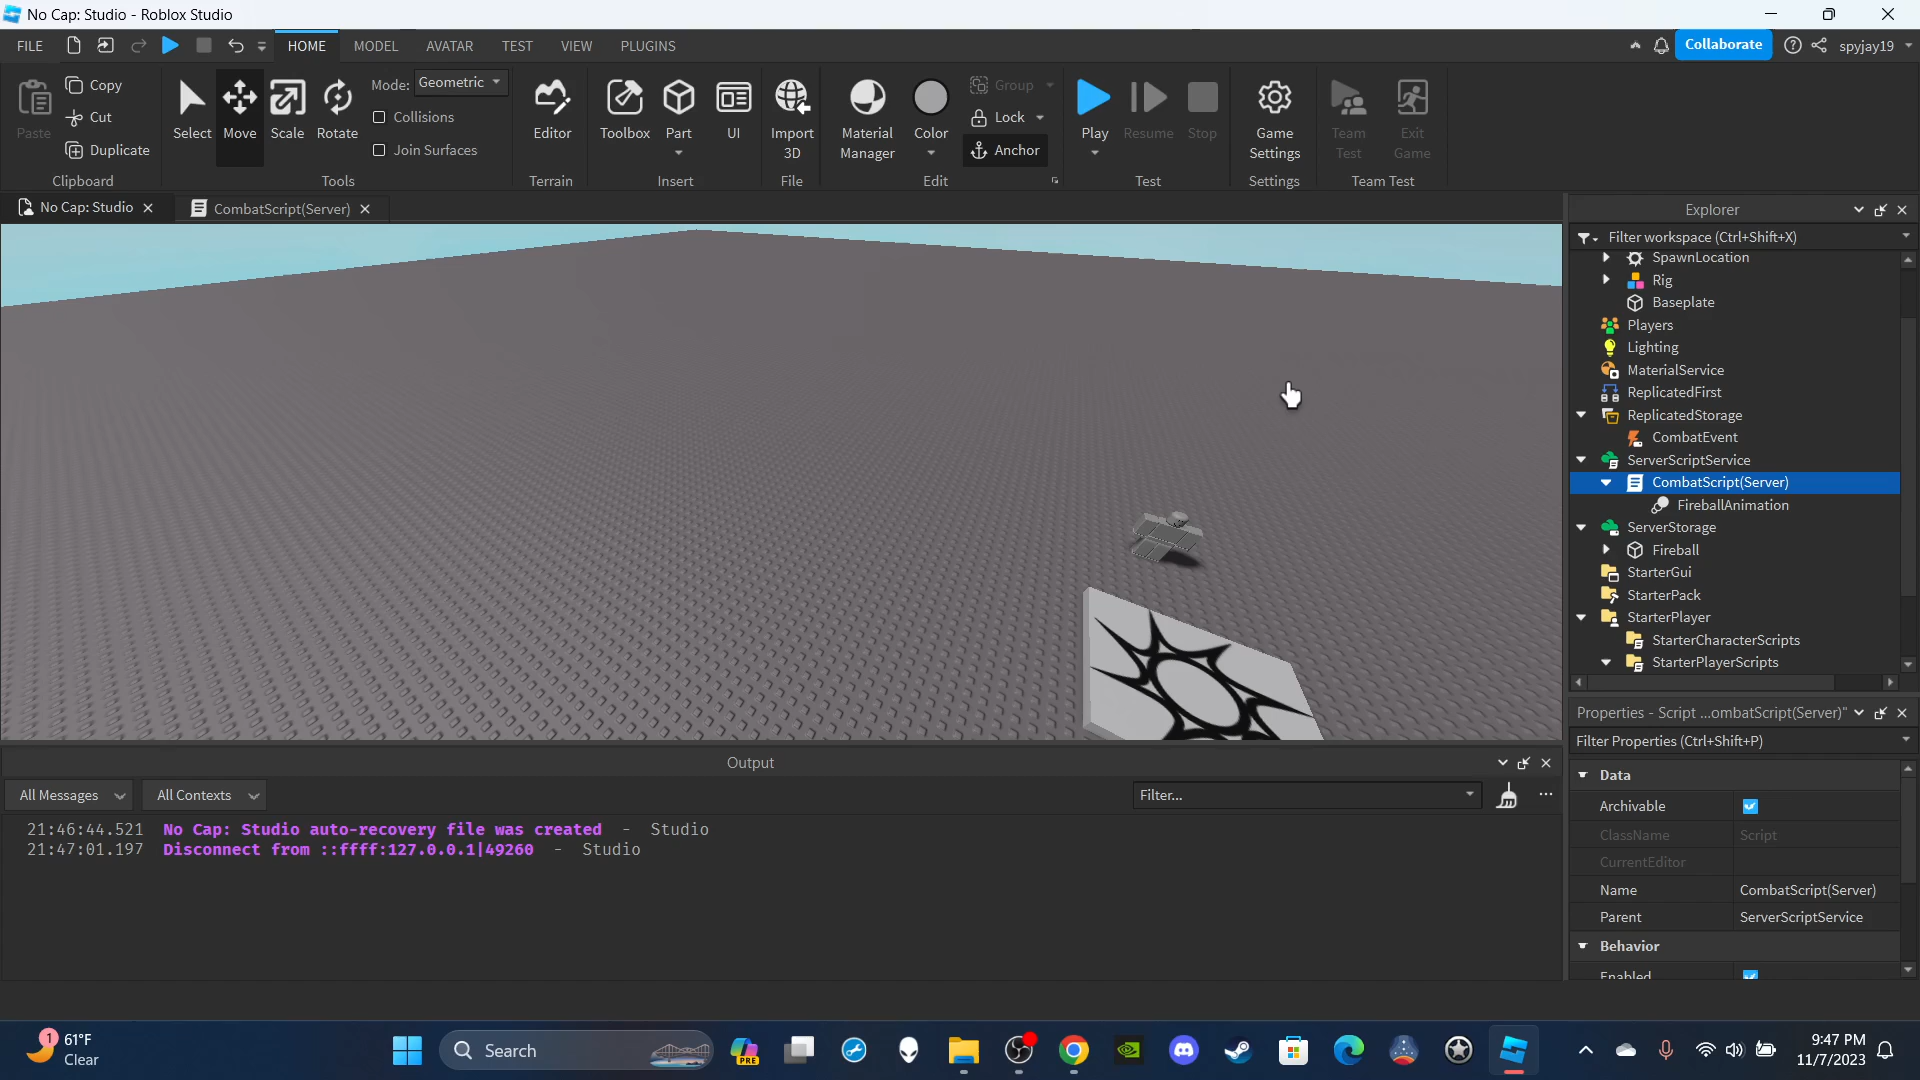 No Cap: Studio - Roblox Studio
FILE HOME MODEL AVATAR TEST VIEW PLUGINS Collaborate spyjay19
Paste Copy Cut Duplicate Clipboard
Select Move Scale Rotate Mode: Geometric Collisions Join Surfaces Tools
Editor Terrain
Toolbox Part UI Insert
Import 3D File
Material Manager Color Group Lock Anchor Edit
Play Resume Stop Test
Game Settings Settings
Team Test Exit Game Team Test
No Cap: Studio CombatScript(Server)
Explorer
Filter workspace (Ctrl+Shift+X)
SpawnLocation
Rig
Baseplate
Players
Lighting
MaterialService
ReplicatedFirst
ReplicatedStorage
CombatEvent
ServerScriptService
CombatScript(Server)
FireballAnimation
ServerStorage
Fireball
StarterGui
StarterPack
StarterPlayer
StarterCharacterScripts
StarterPlayerScripts
Properties - Script ...ombatScript(Server)"
Filter Properties (Ctrl+Shift+P)
Data
Archivable
ClassName Script
CurrentEditor
Name CombatScript(Server)
Parent ServerScriptService
Behavior
Enabled
Output
All Messages All Contexts Filter...
21:46:44.521 No Cap: Studio auto-recovery file was created - Studio
21:47:01.197 Disconnect from ::ffff:127.0.0.1|49260 - Studio
1 61°F
Clear
Search
PRE
9:47 PM
11/7/2023